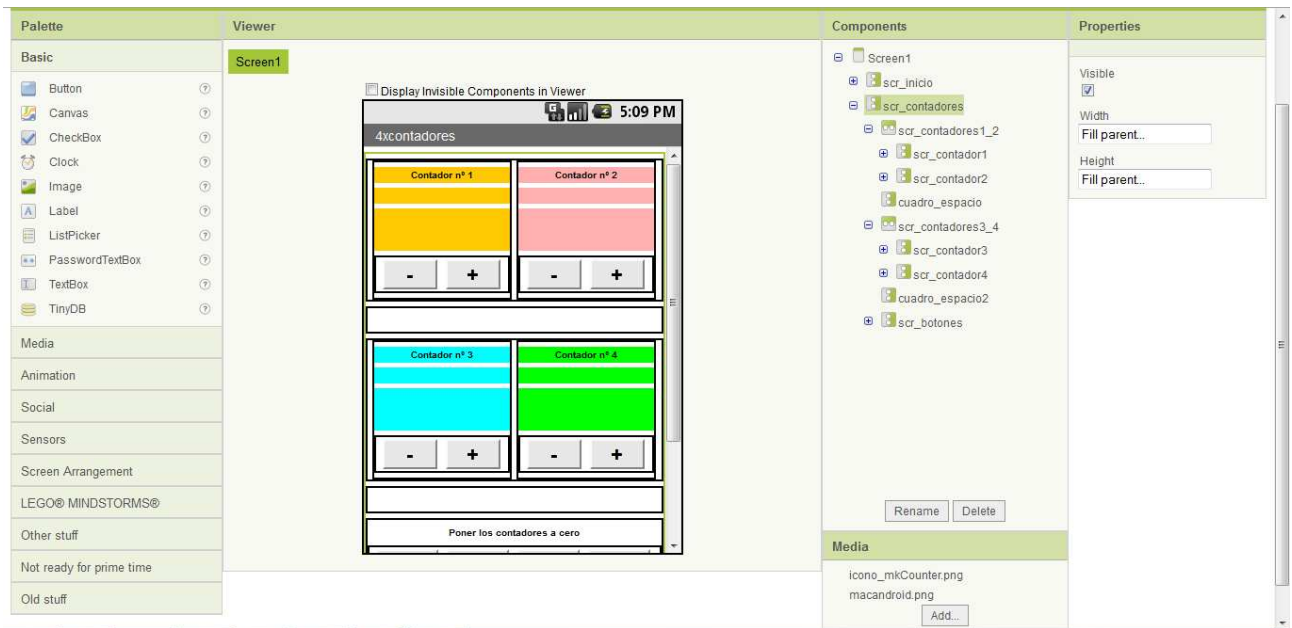 Palette
Viewer
Components
Properties
Basic
Button
Canvas
CheckBox
Clock
Image
Label
ListPicker
PasswordTextBox
TextBox
TinyDB
Media
Animation
Social
Sensors
Screen Arrangement
LEGO® MINDSTORMS®
Other stuff
Not ready for prime time
Old stuff
Screen1
Display Invisible Components in Viewer
5:09 PM
4xcontadores
Contador nº 1
Contador nº 2
- +
- +
Contador nº 3
Contador nº 4
- +
- +
Poner los contadores a cero
Screen1
scr_inicio
scr_contadores
scr_contadores1_2
scr_contador1
scr_contador2
cuadro_espacio
scr_contadores3_4
scr_contador3
scr_contador4
cuadro_espacio2
scr_botones
Rename Delete
Media
icono_mkCounter.png
macandroid.png
Add...
Visible
Width
Fill parent...
Height
Fill parent...